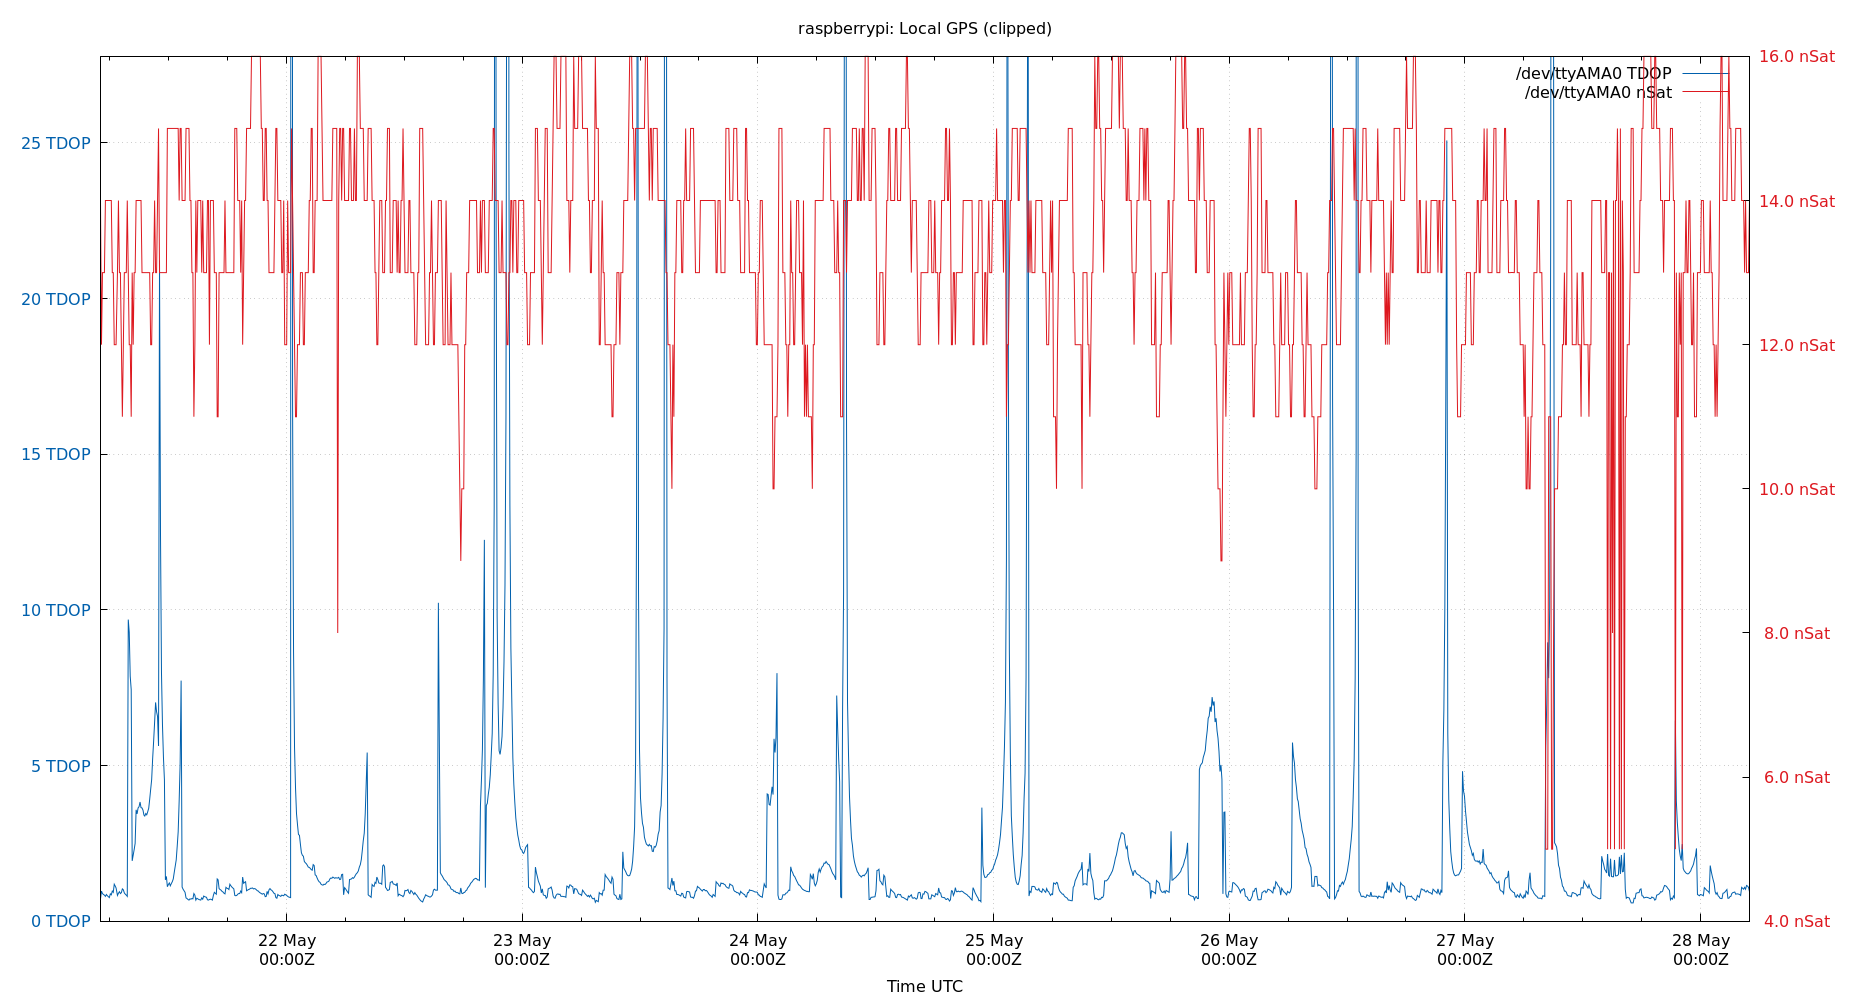 raspberrypi: Local GPS (clipped)
/dev/ttyAMA0 TDOP
/dev/ttyAMA0 nSat
25 TDOP
20 TDOP
15 TDOP
10 TDOP
5 TDOP
0 TDOP
16.0 nSat
14.0 nSat
12.0 nSat
10.0 nSat
8.0 nSat
6.0 nSat
4.0 nSat
22 May
00:00Z
23 May
00:00Z
24 May
00:00Z
25 May
00:00Z
26 May
00:00Z
27 May
00:00Z
28 May
00:00Z
Time UTC